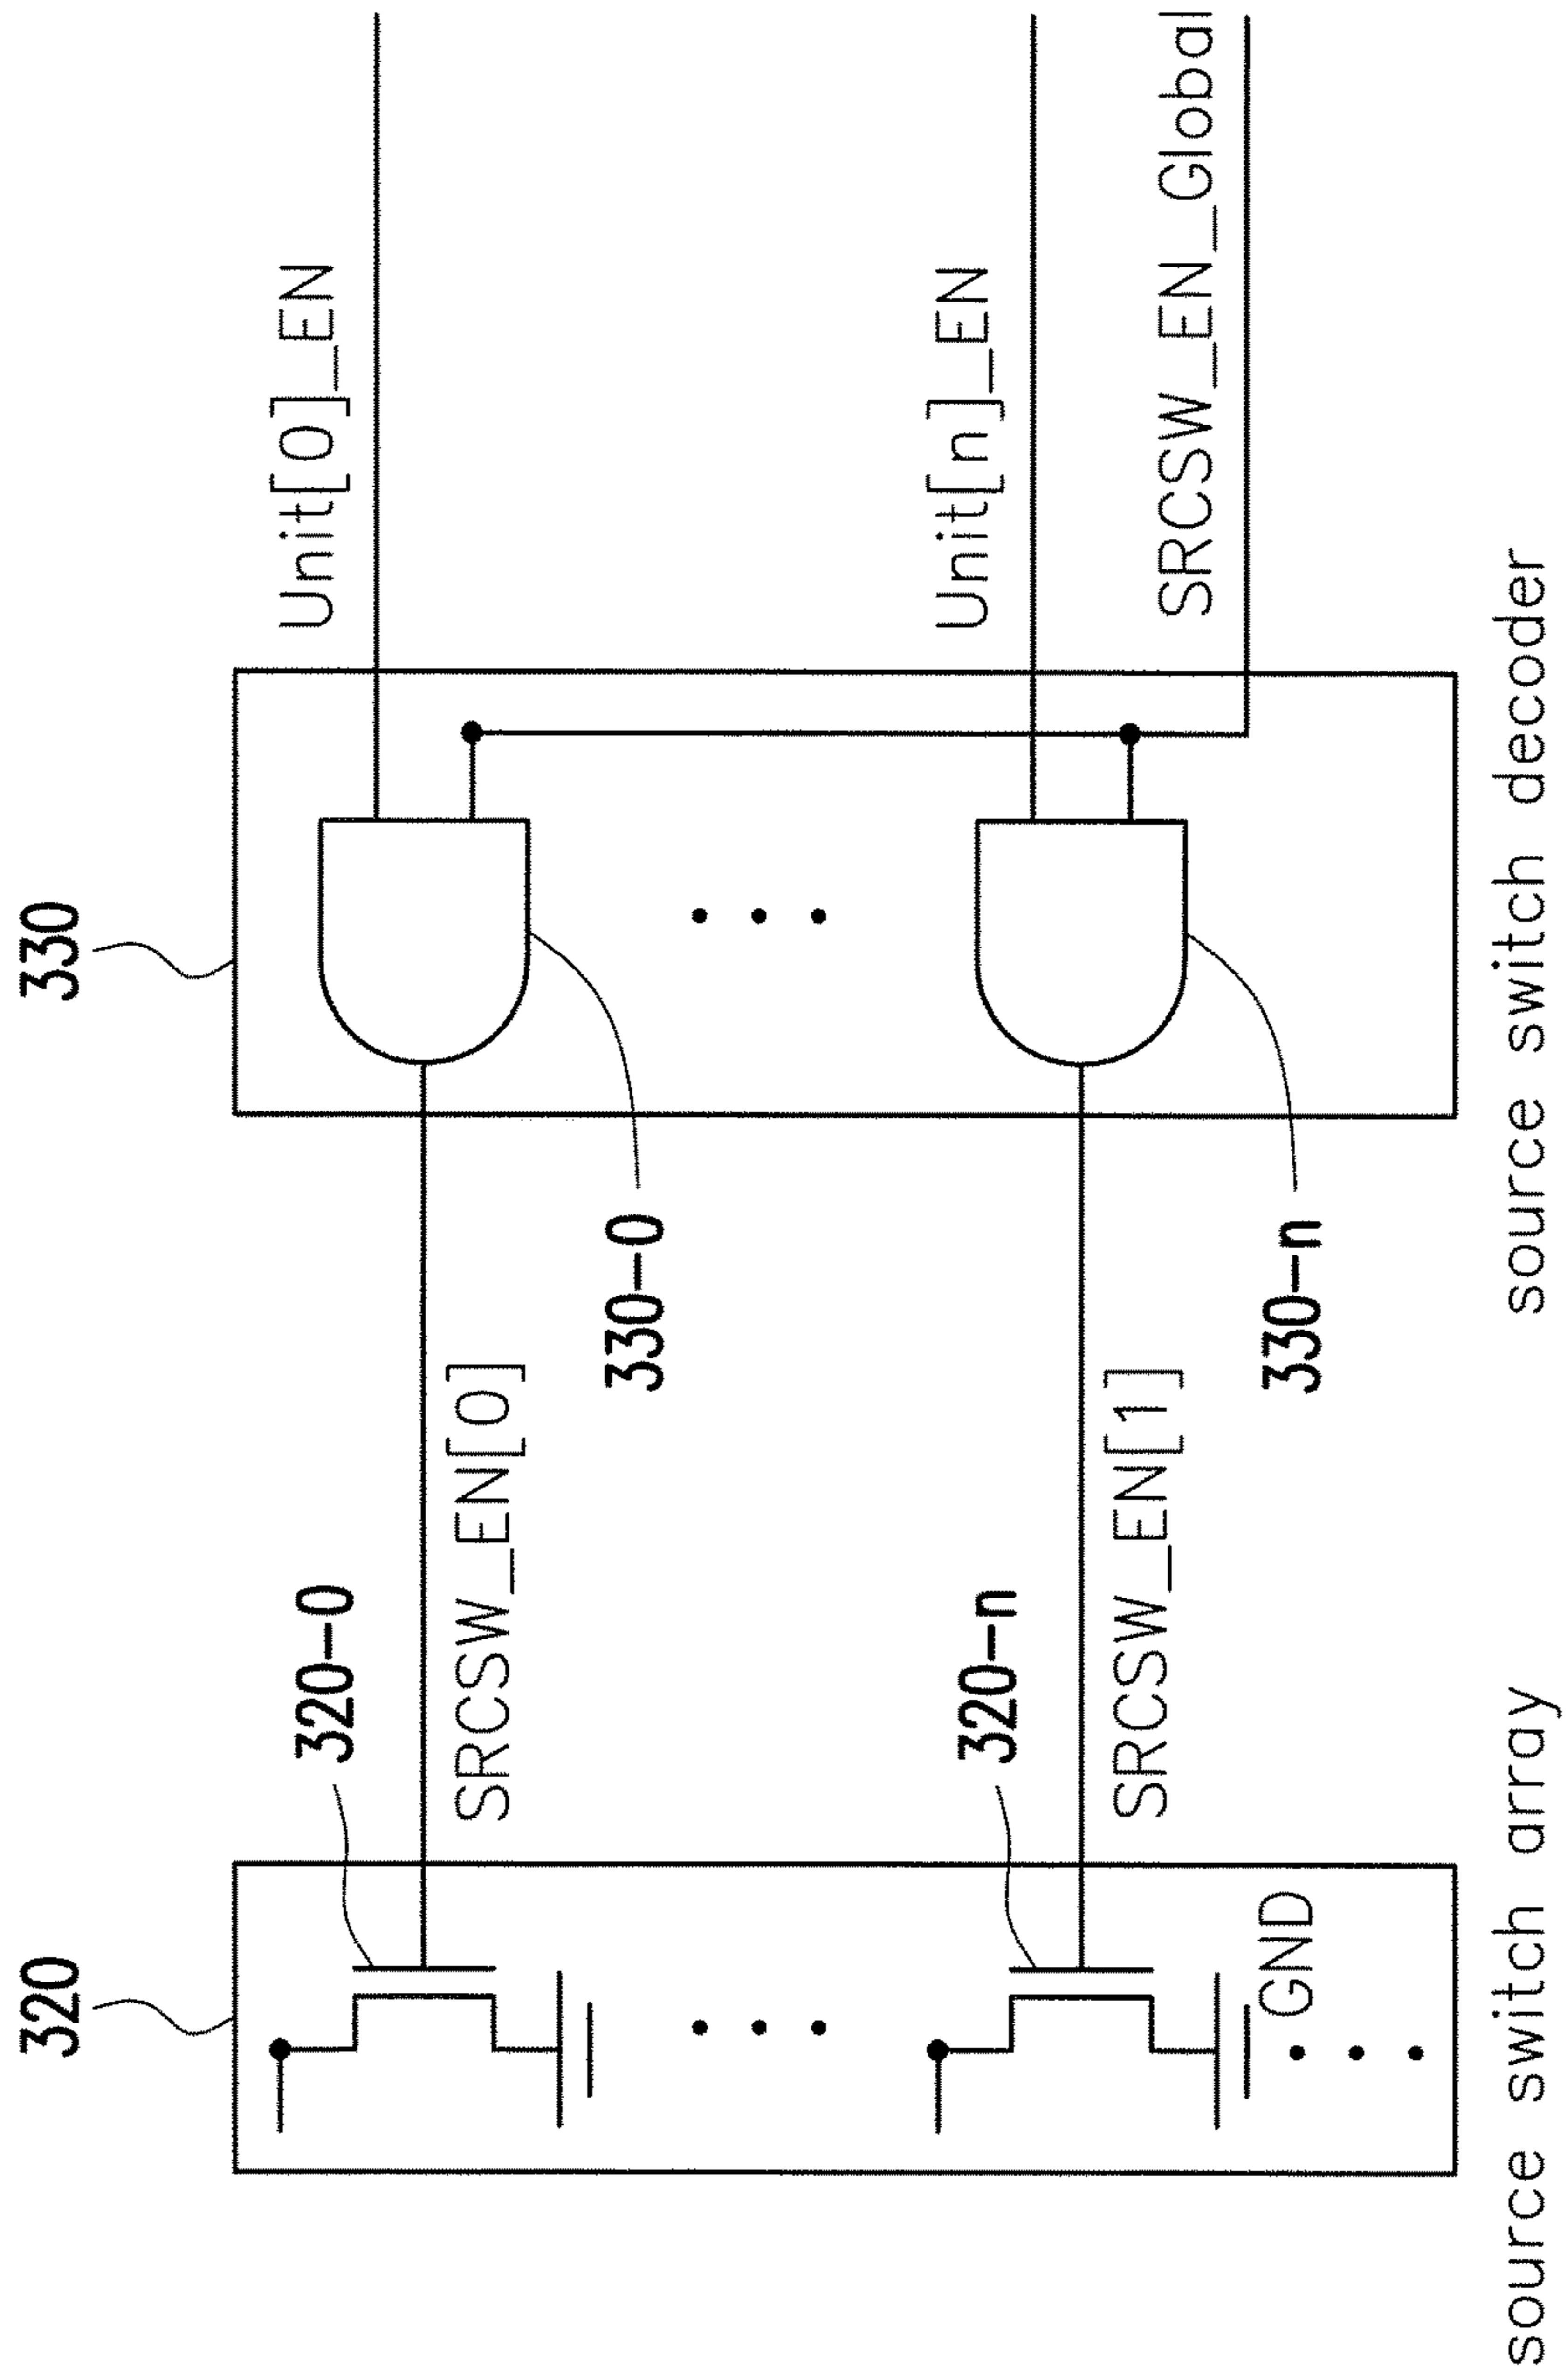 320
330
320-0
SRCSW_EN[0]
330-0
Unit[0]_EN
320-n
SRCSW_EN[1]
330-n
Unit[n]_EN
SRCSW_EN_Global
GND
source switch array
source switch decoder